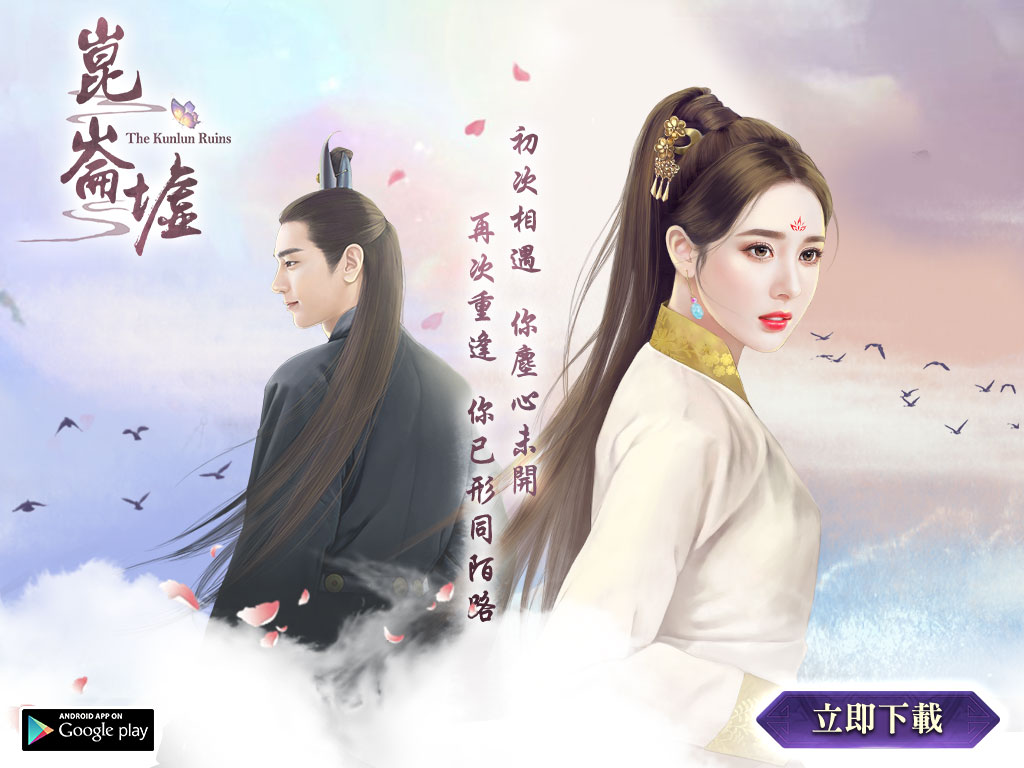 崑崙墟
The Kunlun Ruins
初次相遇 你塵心未開
再次重逢 你已形同陌路
ANDROID APP ON
Google play
立即下載